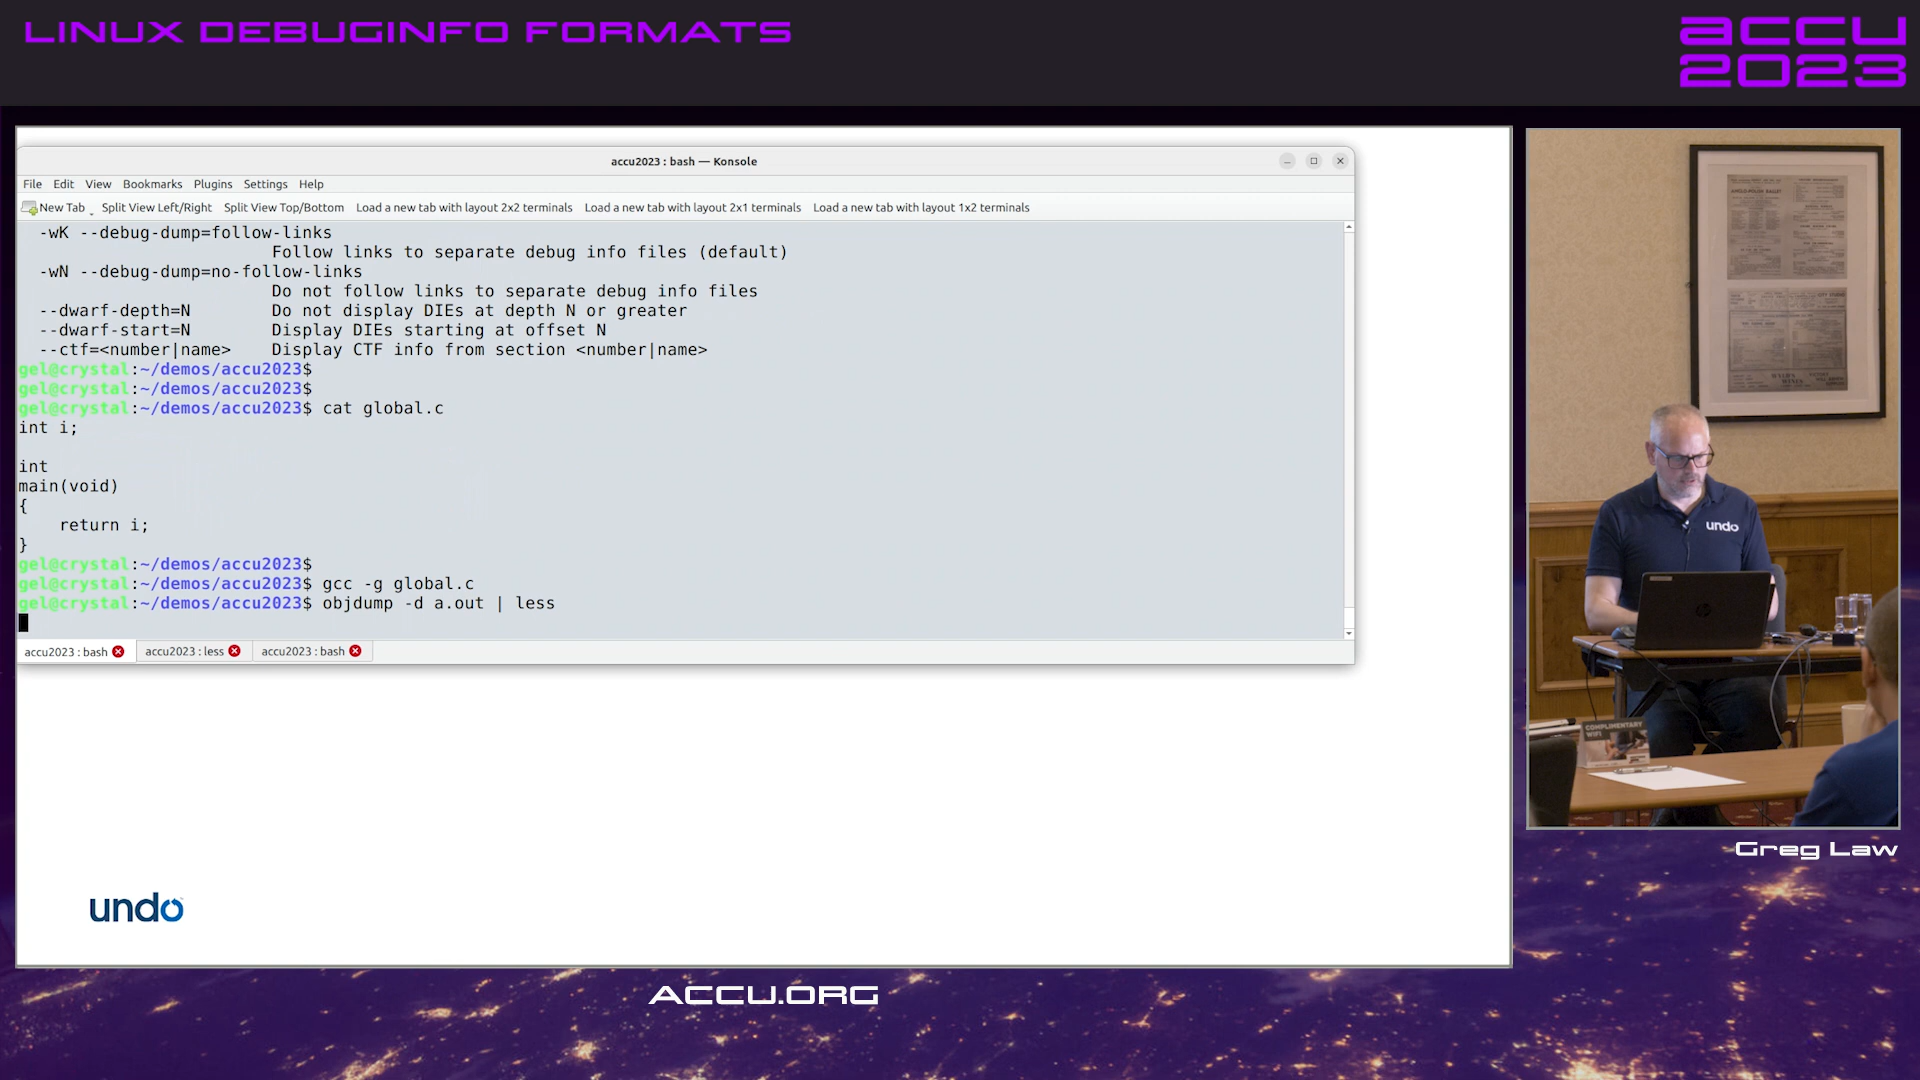 LINUX DEBUGINFO FORMATS
accu
2023
accu2023 : bash — Konsole
File Edit View Bookmarks Plugins Settings Help
New Tab Split View Left/Right Split View Top/Bottom Load a new tab with layout 2x2 terminals Load a new tab with layout 2x1 terminals Load a new tab with layout 1x2 terminals
-wK --debug-dump=follow-links
Follow links to separate debug info files (default)
-wN --debug-dump=no-follow-links
Do not follow links to separate debug info files
--dwarf-depth=N Do not display DIEs at depth N or greater
--dwarf-start=N Display DIEs starting at offset N
--ctf=<number|name> Display CTF info from section <number|name>
gel@crystal:~/demos/accu2023$
gel@crystal:~/demos/accu2023$
gel@crystal:~/demos/accu2023$ cat global.c
int i;
int
main(void)
{
return i;
}
gel@crystal:~/demos/accu2023$
gel@crystal:~/demos/accu2023$ gcc -g global.c
gel@crystal:~/demos/accu2023$ objdump -d a.out | less
accu2023 : bash accu2023 : less accu2023 : bash
undo
undo
COMPLIMENTARY
WIFI
Greg Law
ACCU.ORG